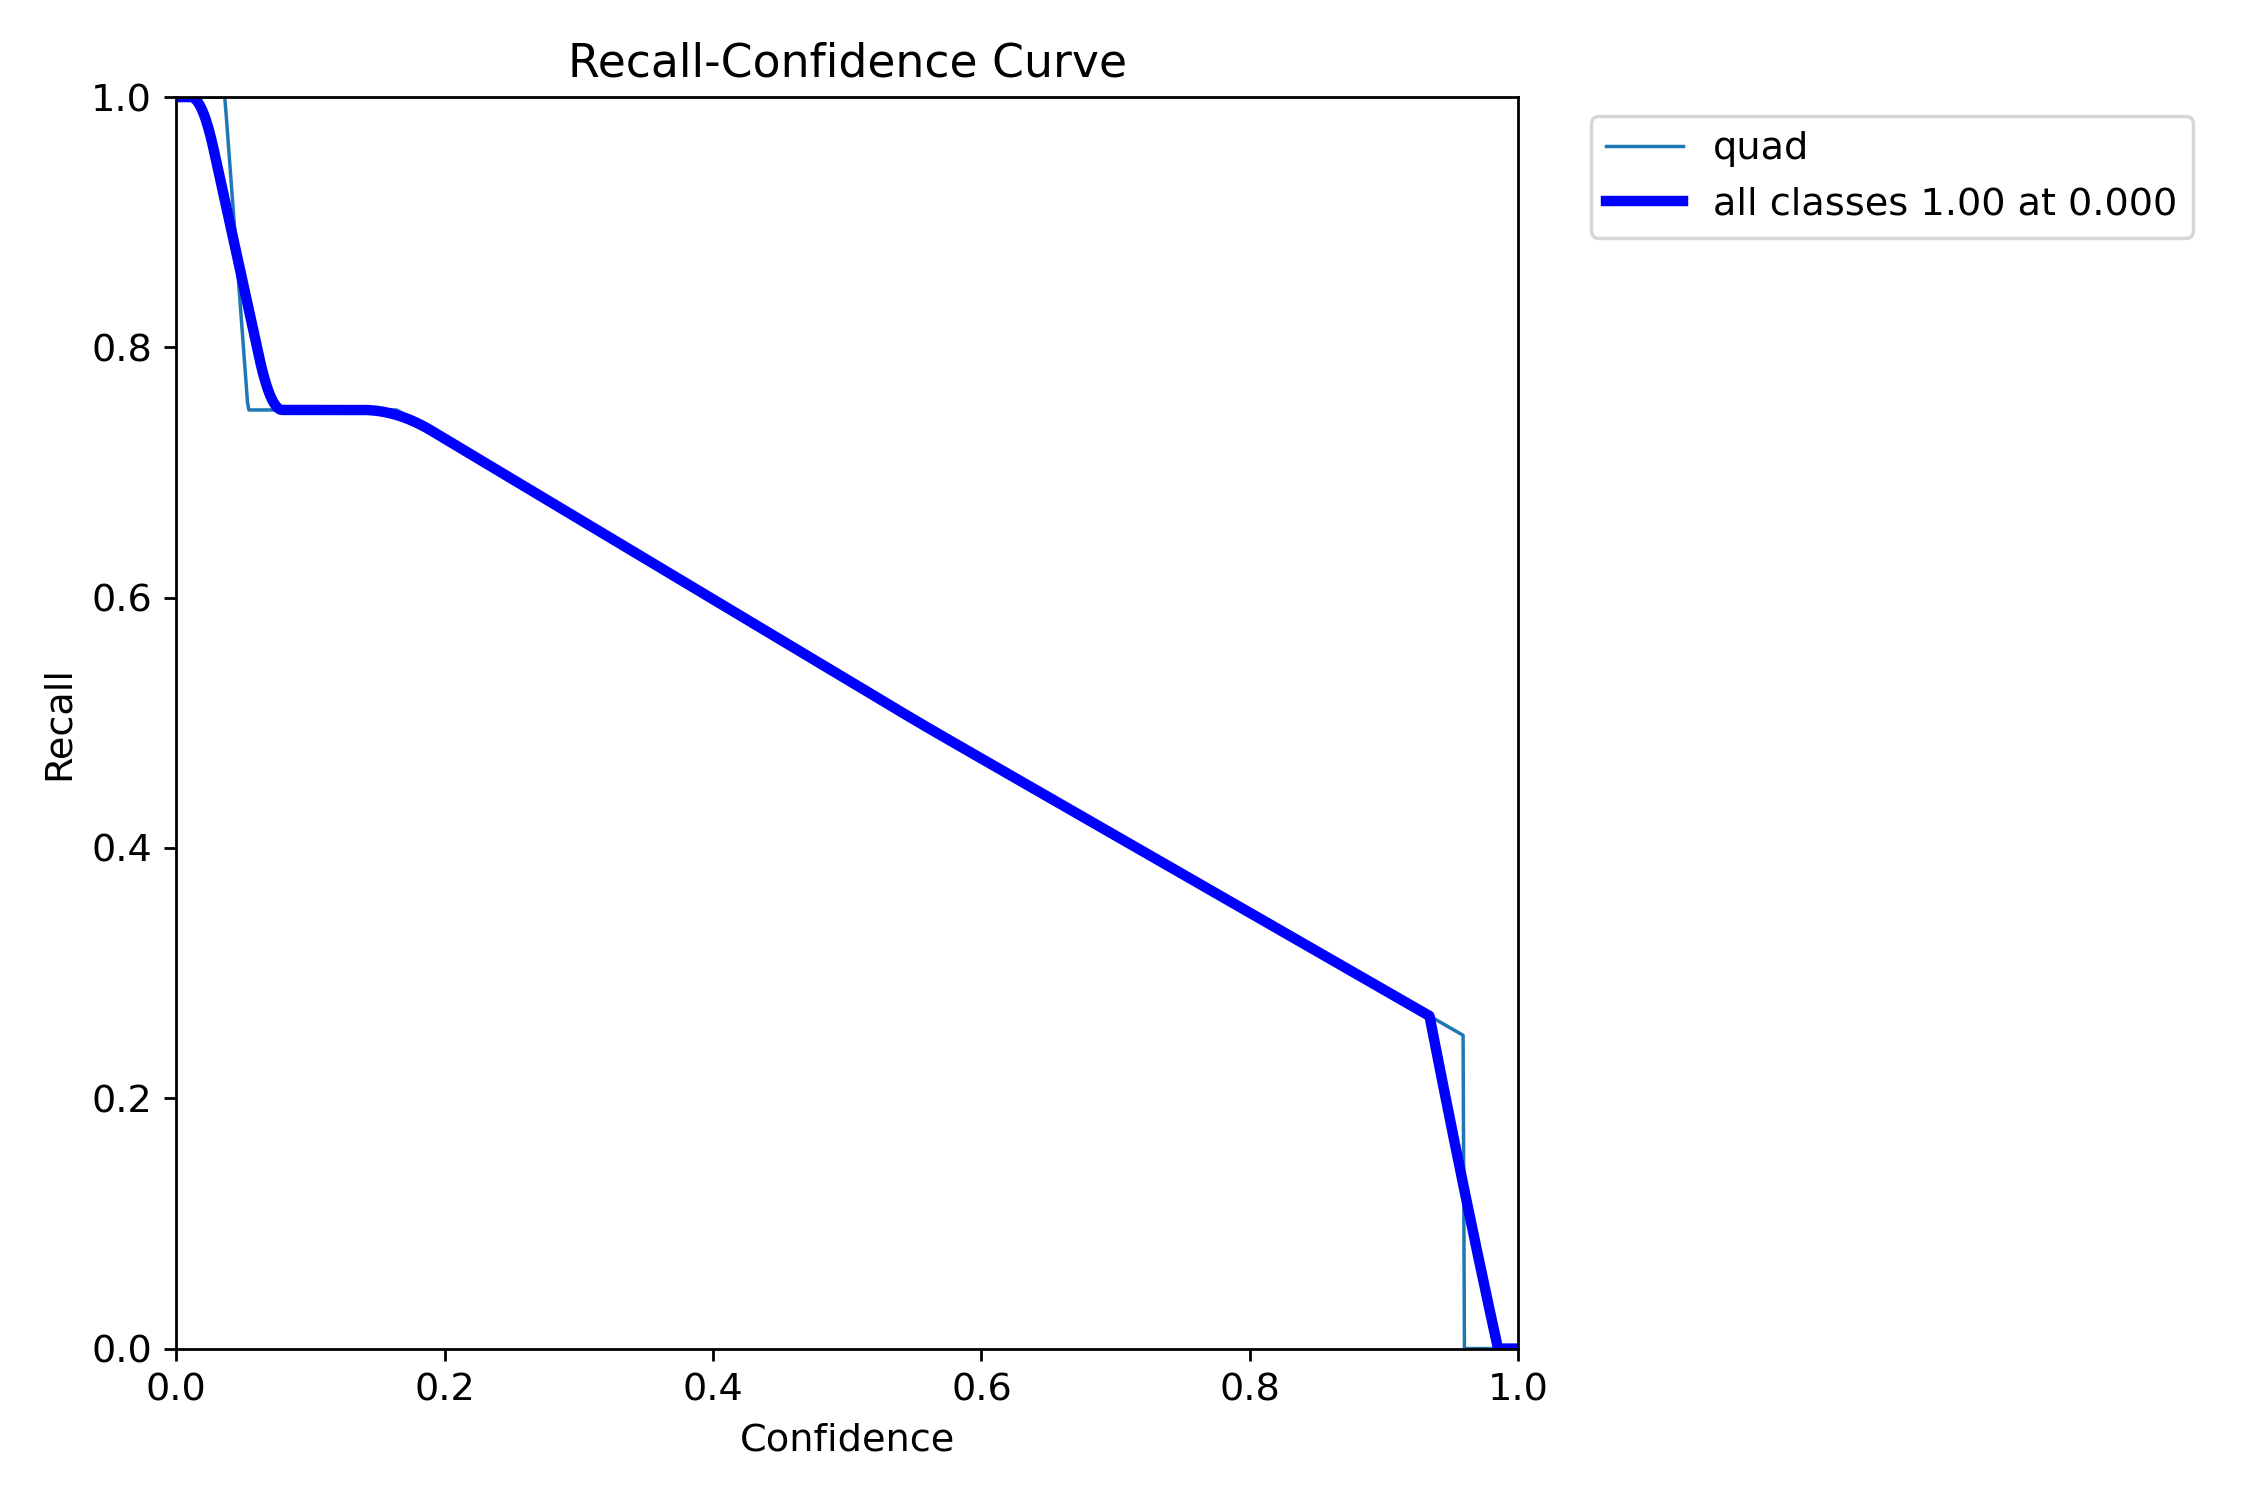 Recall-Confidence Curve
quad
all classes 1.00 at 0.000
Recall
1.0
0.8
0.6
0.4
0.2
0.0
0.0 0.2 0.4 0.6 0.8 1.0
Confidence